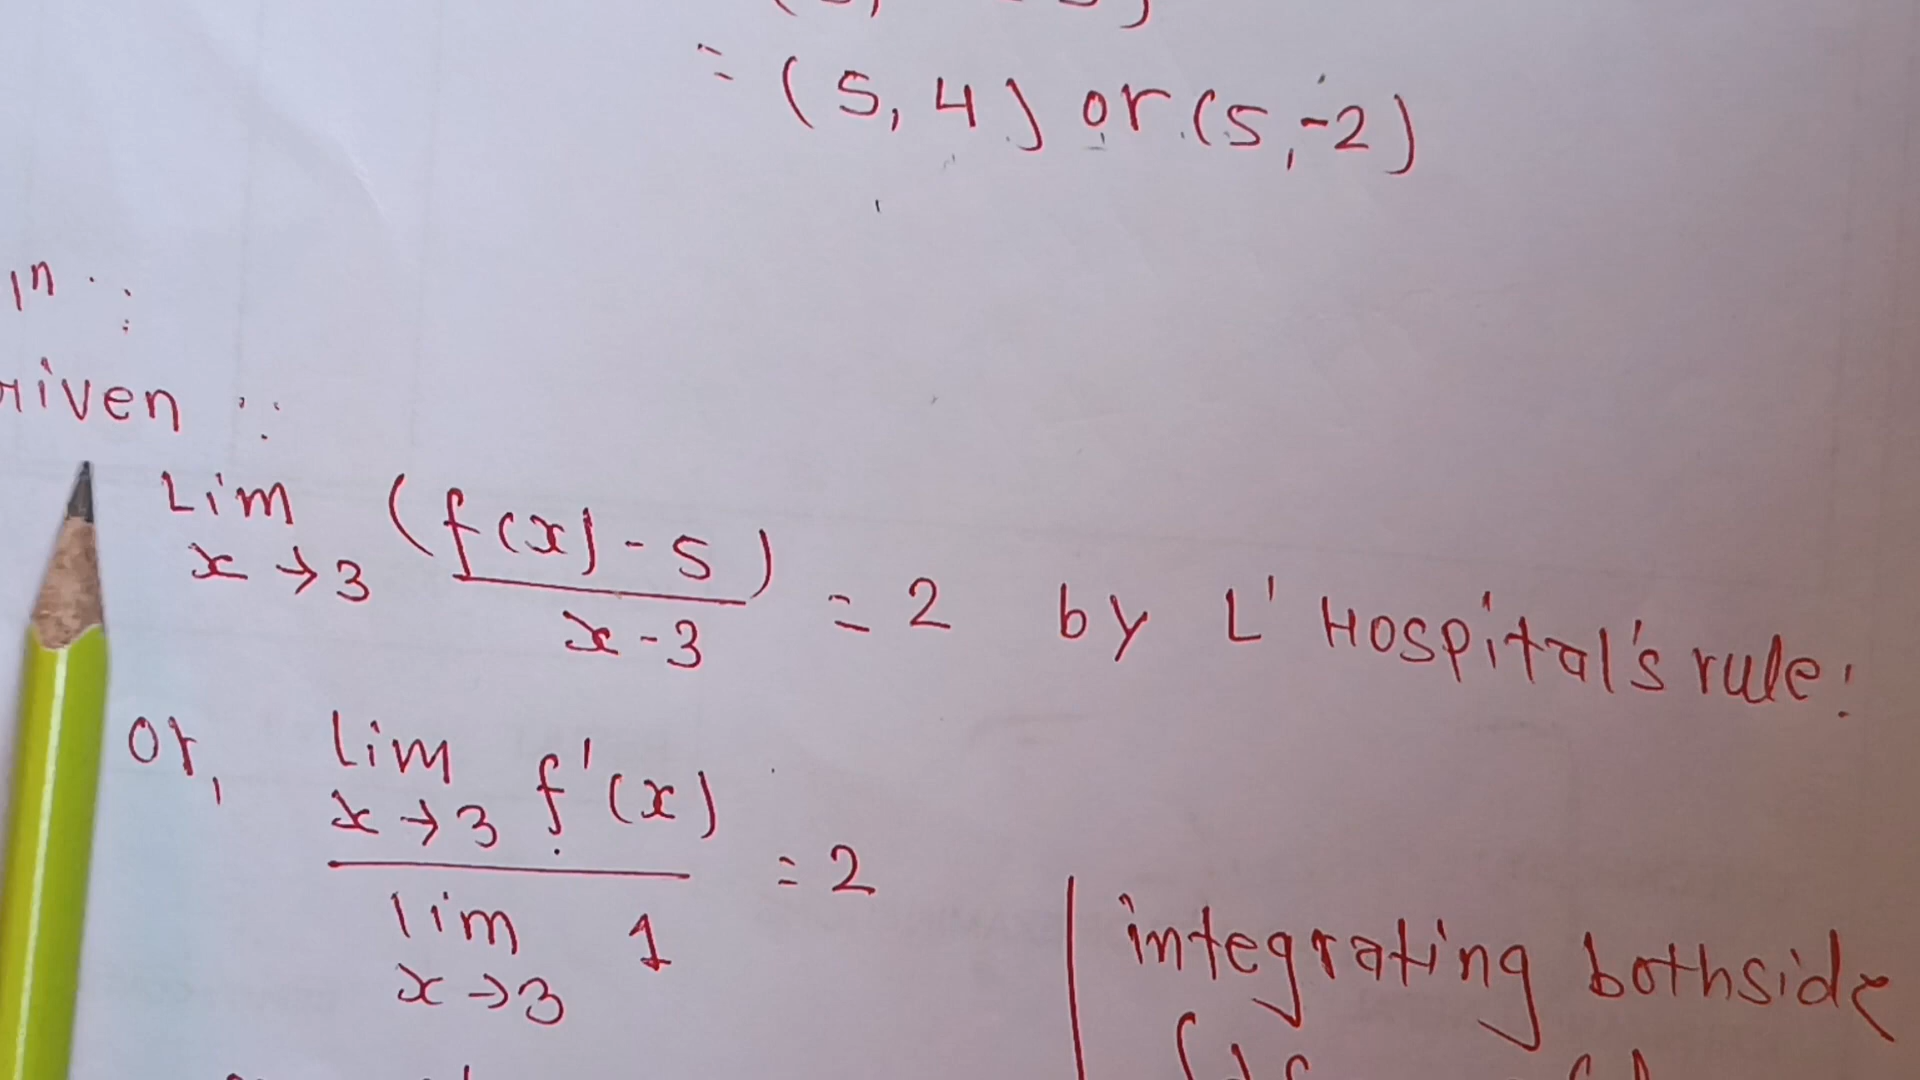 = (5, 4) or (5, -2)
lim (f(x) - 5)
x → 3 x - 3 = 2 by L' Hospital's rule:
or, lim f'(x)
x → 3 = 2
lim 1
x → 3
integrating bothside